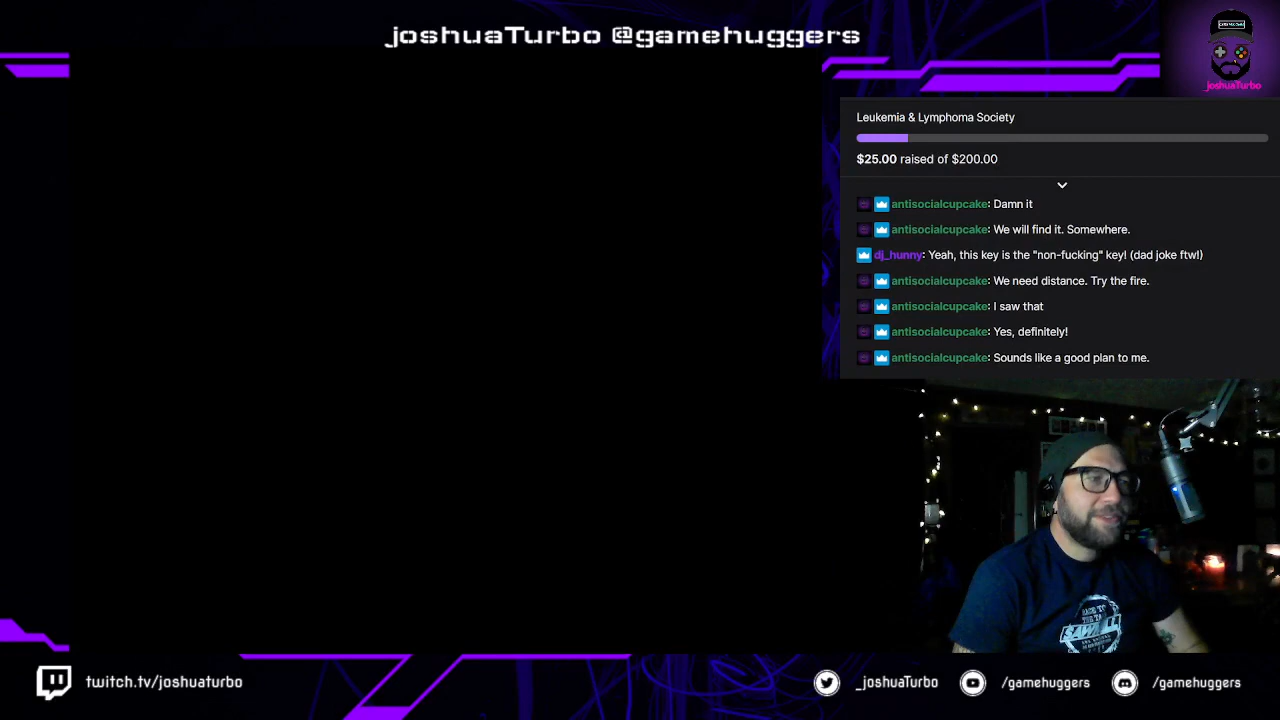 joshuaTurbo @gamehuggers
joshuaTurbo
Leukemia & Lymphoma Society
$25.00 raised of $200.00
antisocialcupcake: Damn it
antisocialcupcake: We will find it. Somewhere.
dj_hunny: Yeah, this key is the "non-fucking" key! (dad joke ftw!)
antisocialcupcake: We need distance. Try the fire.
antisocialcupcake: I saw that
antisocialcupcake: Yes, definitely!
antisocialcupcake: Sounds like a good plan to me.
SAWMILL
twitch.tv/joshuaturbo
_joshuaTurbo
/gamehuggers
/gamehuggers